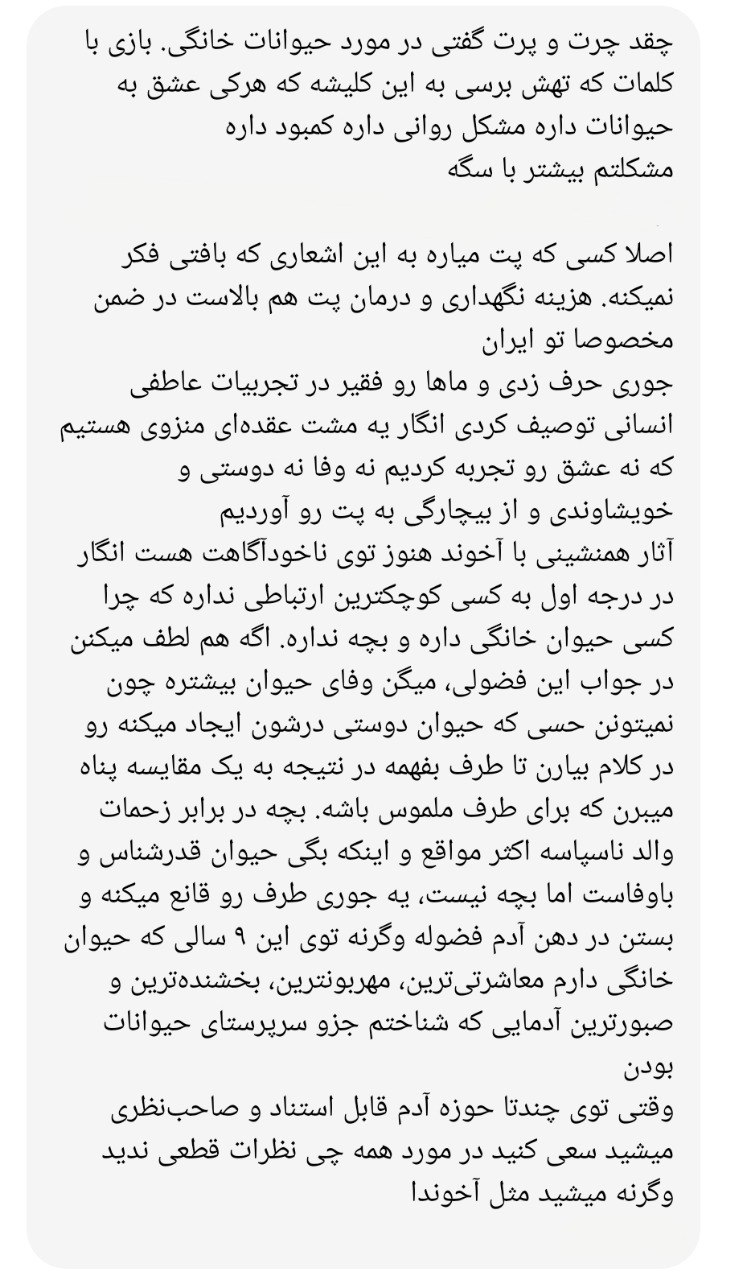 چقد چرت و پرت گفتی در مورد حیوانات خانگی. بازی با
کلمات که تهش برسی به این کلیشه که هرکی عشق به
حیوانات داره مشکل روانی داره کمبود داره
مشکلتم بیشتر با سگه
اصلا کسی که پت میاره به این اشعاری که بافتی فکر
نمیکنه. هزینه نگهداری و درمان پت هم بالاست در ضمن
مخصوصا تو ایران
جوری حرف زدی و ماها رو فقیر در تجربیات عاطفی
انسانی توصیف کردی انگار یه مشت عقده‌ای منزوی هستیم
که نه عشق رو تجربه کردیم نه وفا نه دوستی و
خویشاوندی و از بیچارگی به پت رو آوردیم
آثار همنشینی با آخوند هنوز توی ناخودآگاهت هست انگار
در درجه اول به کسی کوچکترین ارتباطی نداره که چرا
کسی حیوان خانگی داره و بچه نداره. اگه هم لطف میکنن
در جواب این فضولی، میگن وفای حیوان بیشتره چون
نمیتونن حسی که حیوان دوستی درشون ایجاد میکنه رو
در کلام بیارن تا طرف بفهمه در نتیجه به یک مقایسه پناه
میبرن که برای طرف ملموس باشه. بچه در برابر زحمات
والد ناسپاسه اکثر مواقع و اینکه بگی حیوان قدرشناس و
باوفاست اما بچه نیست، یه جوری طرف رو قانع میکنه و
بستن در دهن آدم فضوله وگرنه توی این ۹ سالی که حیوان
خانگی دارم معاشرتی‌ترین، مهربونترین، بخشنده‌ترین و
صبورترین آدمایی که شناختم جزو سرپرستای حیوانات
بودن
وقتی توی چندتا حوزه آدم قابل استناد و صاحب‌نظری
میشید سعی کنید در مورد همه چی نظرات قطعی ندید
وگرنه میشید مثل آخوندا